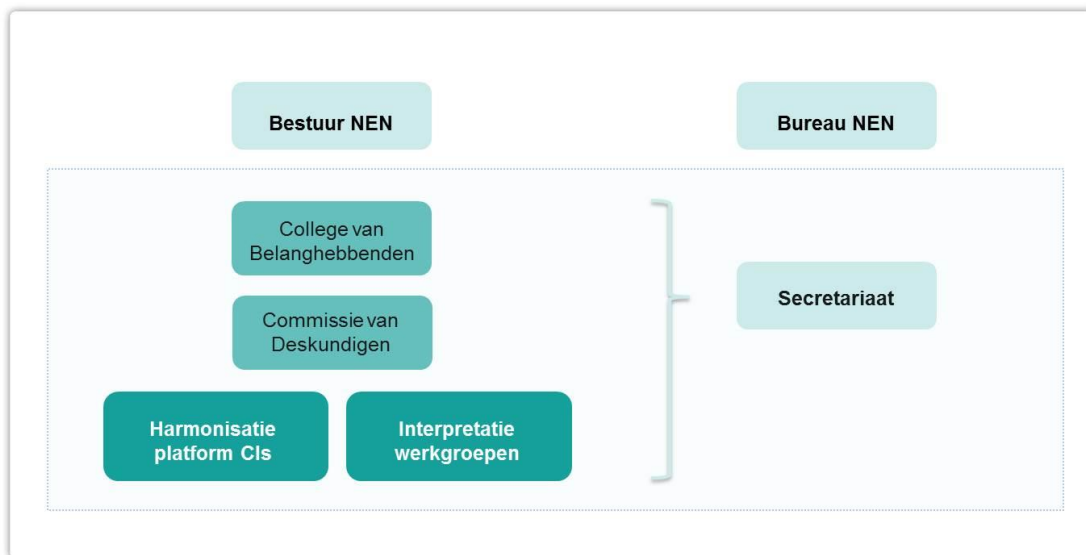 Bestuur NEN
Bureau NEN
College van
Belanghebbenden
Secretariaat
Commissie van
Deskundigen
Harmonisatie
platform CIs
Interpretatie
werkgroepen